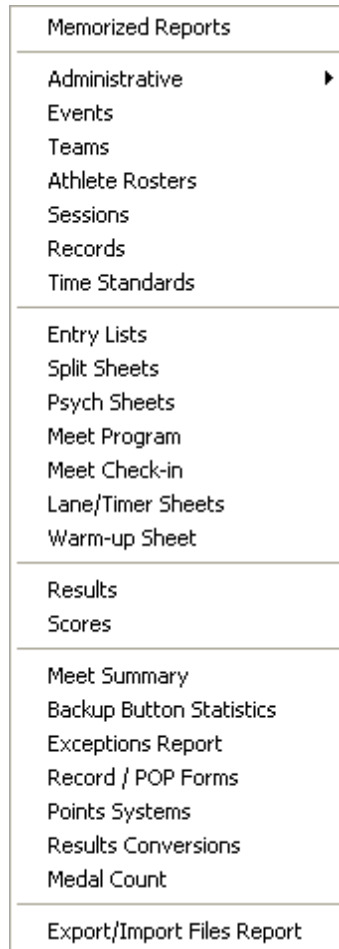 Memorized Reports
Administrative
Events
Teams
Athlete Rosters
Sessions
Records
Time Standards
Entry Lists
Split Sheets
Psych Sheets
Meet Program
Meet Check-in
Lane/Timer Sheets
Warm-up Sheet
Results
Scores
Meet Summary
Backup Button Statistics
Exceptions Report
Record / POP Forms
Points Systems
Results Conversions
Medal Count
Export/Import Files Report